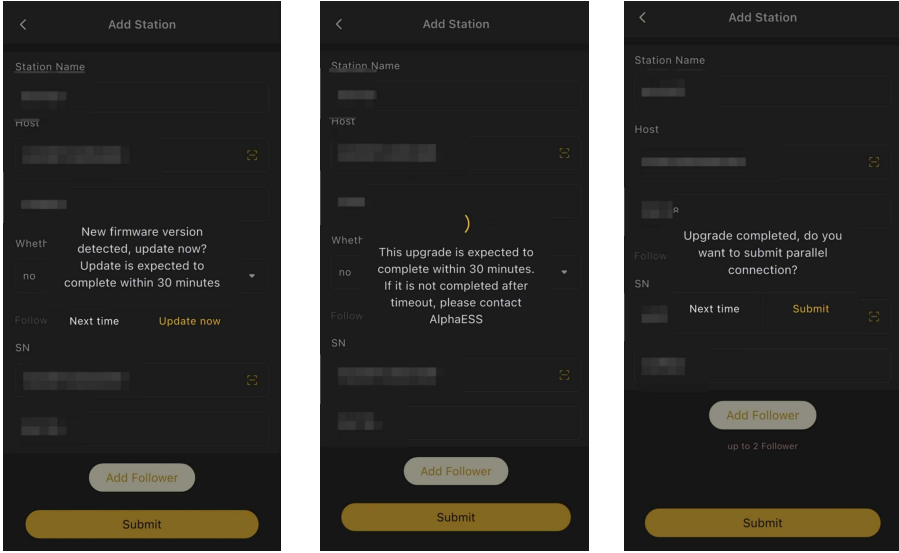 Add Station
Station Name
Host
Wheth
New firmware version
detected, update now?
Update is expected to
complete within 30 minutes
no
Follow
Next time
Update now
SN
Add Follower
Submit
Add Station
Station Name
Host
Wheth
This upgrade is expected to
complete within 30 minutes.
If it is not completed after
timeout, please contact
AlphaESS
no
Follow
SN
Add Follower
Submit
Add Station
Station Name
Host
Upgrade completed, do you
want to submit parallel
connection?
Follow
SN
Next time
Submit
Add Follower
up to 2 Follower
Submit